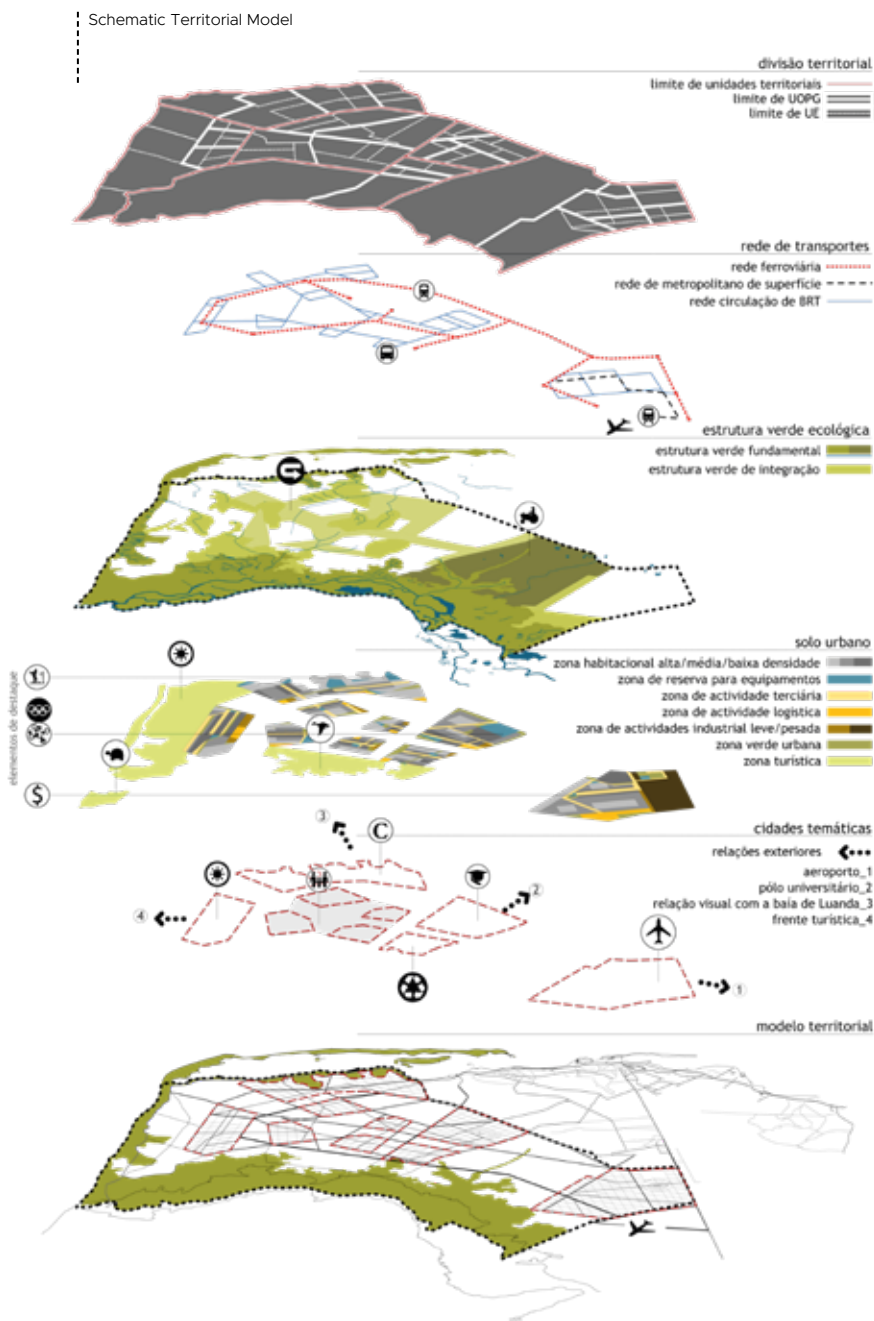 Schematic Territorial Model
divisão territorial
limite de unidades territoriais
limite de UOPG
limite de UE
rede de transportes
rede ferroviária
rede de metropolitano de superfície
rede circulação de BRT
estrutura verde ecológica
estrutura verde fundamental
estrutura verde de integração
solo urbano
zona habitacional alta/média/baixa densidade
zona de reserva para equipamentos
zona de actividade terciária
zona de actividade logística
zona de actividades industrial leve/pesada
zona verde urbana
zona turística
elementos de destaque
$
cidades temáticas
relações exteriores
aeroporto_1
pólo universitário_2
relação visual com a baía de Luanda_3
frente turística_4
3
C
2
4
1
modelo territorial